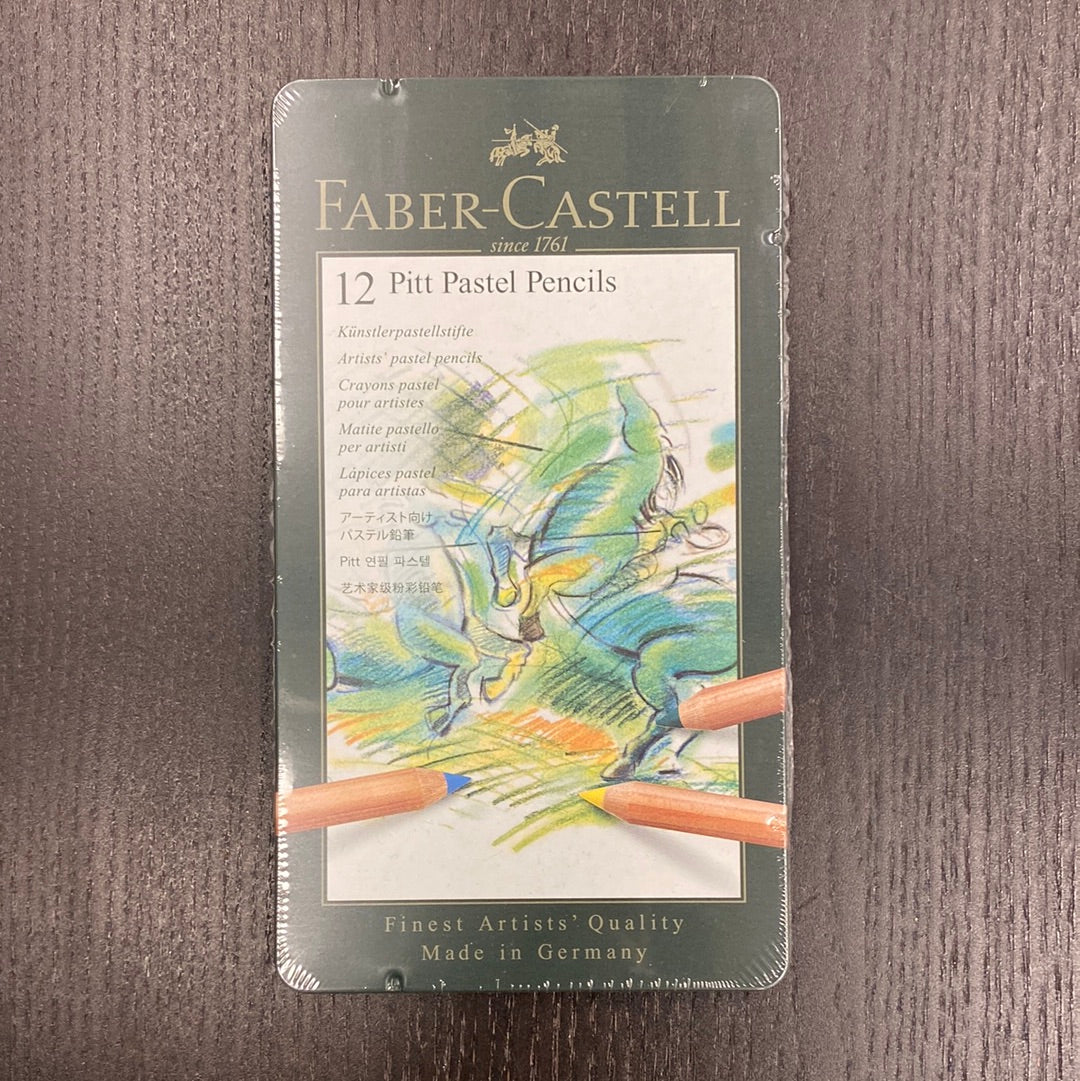 FABER-CASTELL
since 1761
12 Pitt Pastel Pencils
Künstlerpastellstifte
Artists' pastel pencils
Crayons pastel
pour artistes
Matite pastello
per artisti
Lápices pastel
para artistas
アーティスト向け
パステル鉛筆
Pitt 연필 파스텔
艺术家级粉彩铅笔
Finest Artists' Quality
Made in Germany